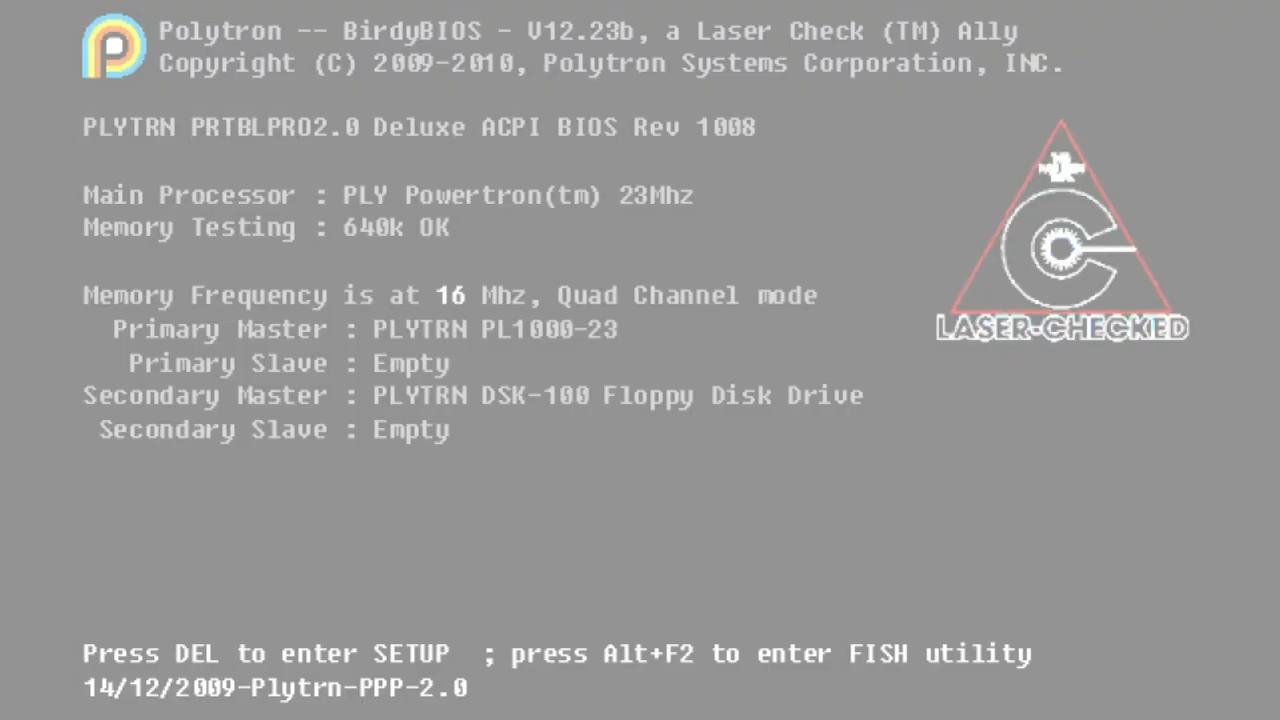 Polytron -- BirdyBIOS - V12.23b, a Laser Check (TM) Ally
Copyright (C) 2009-2010, Polytron Systems Corporation, INC.
PLYTRN PRTBLPRO2.0 Deluxe ACPI BIOS Rev 1008
Main Processor : PLY Powertron(tm) 23Mhz
Memory Testing : 640k OK
Memory Frequency is at 16 Mhz, Quad Channel mode
Primary Master : PLYTRN PL1000-23
Primary Slave : Empty
Secondary Master : PLYTRN DSK-100 Floppy Disk Drive
Secondary Slave : Empty
LASER-CHECKED
Press DEL to enter SETUP ; press Alt+F2 to enter FISH utility
14/12/2009-Plytrn-PPP-2.0